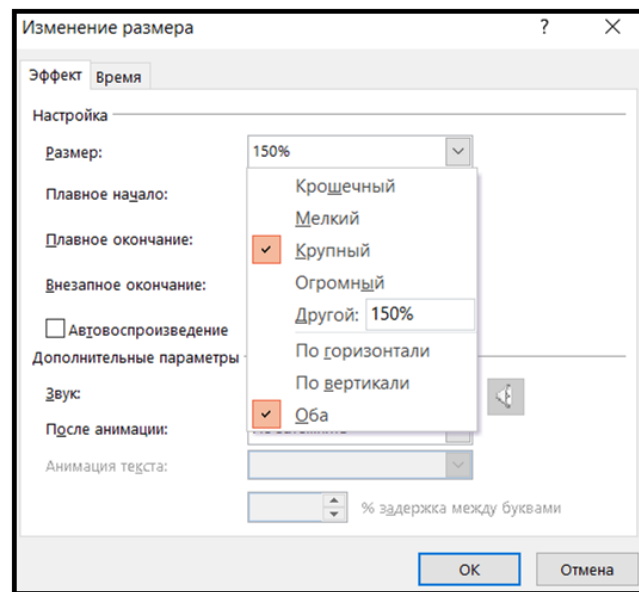 Изменение размера ? ×
Эффект Время
Настройка
Размер: 150%
Крошечный
Плавное начало:
Мелкий
Плавное окончание:
Крупный
Внезапное окончание:
Огромный
Другой: 150%
Автовоспроизведение
По горизонтали
Дополнительные параметры
По вертикали
Звук:
Оба
После анимации:
Анимация текста:
% задержка между буквами
ОК Отмена